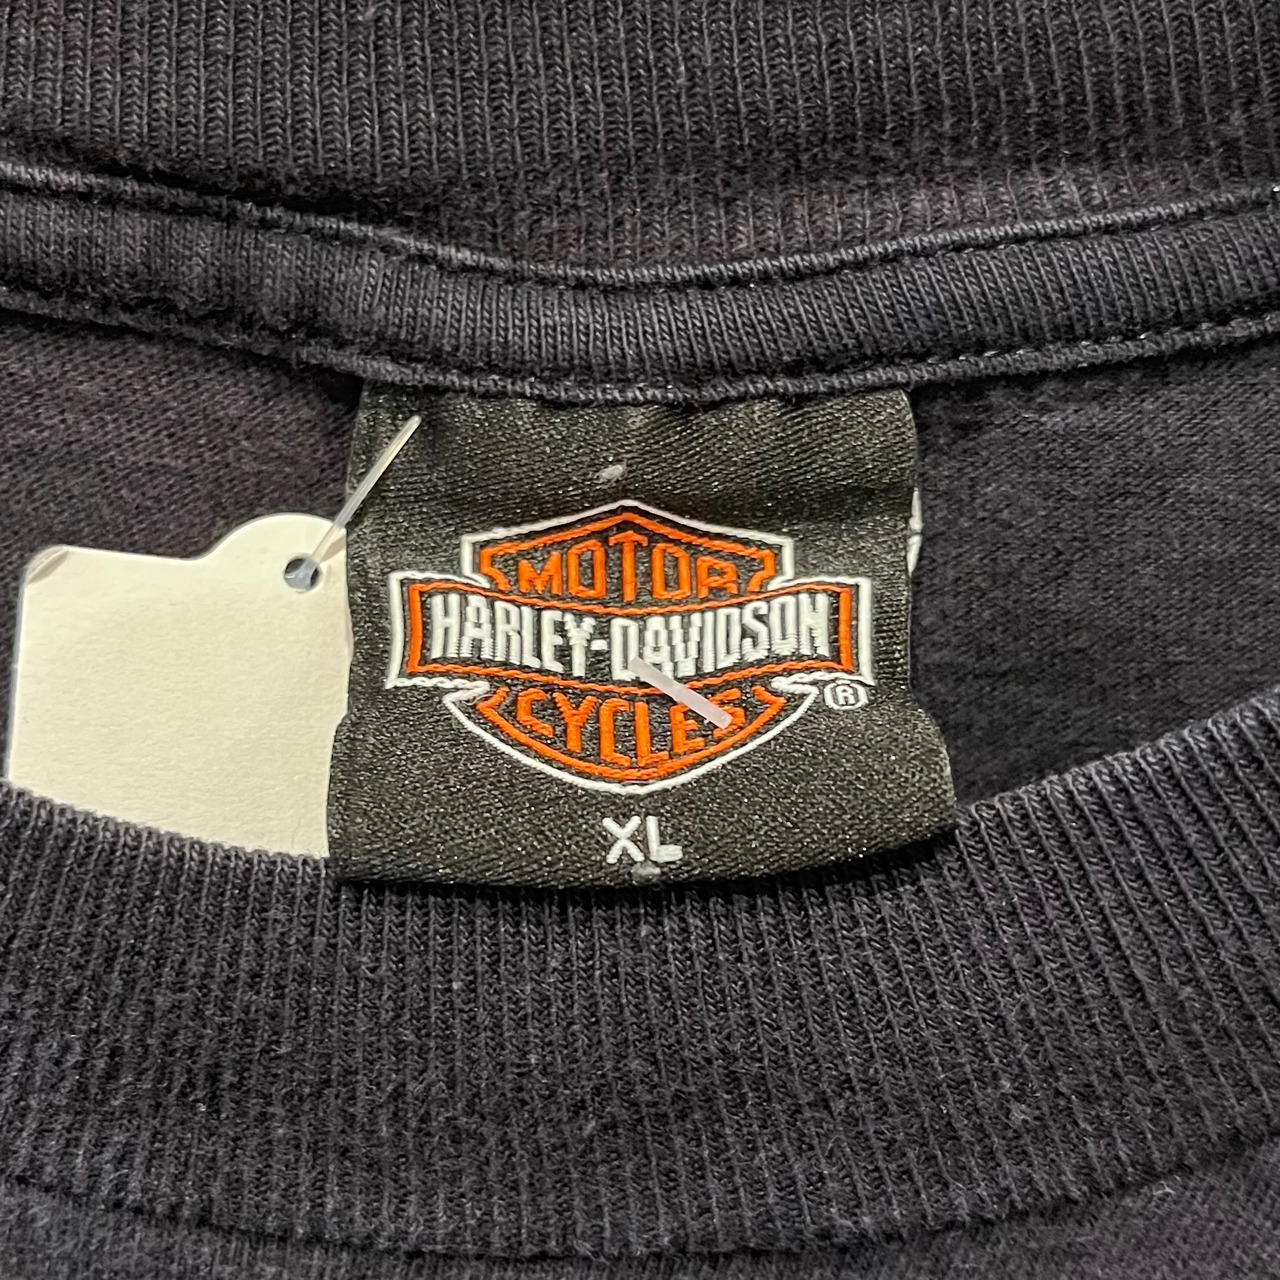 MOTOR
HARLEY-DAVIDSON
CYCLES
®
XL